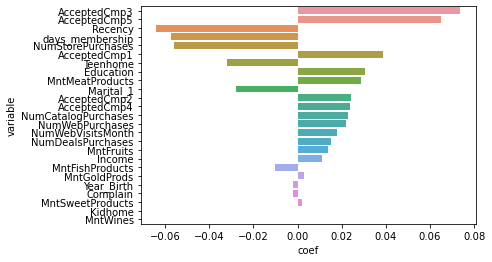 AcceptedCmp3
AcceptedCmp5
Recency
days_membership
NumStorePurchases
AcceptedCmp1
Teenhome
Education
MntMeatProducts
Marital_1
AcceptedCmp2
AcceptedCmp4
NumCatalogPurchases
NumWebPurchases
NumWebVisitsMonth
NumDealsPurchases
MntFruits
Income
MntFishProducts
MntGoldProds
Year_Birth
Complain
MntSweetProducts
Kidhome
MntWines
variable
−0.06 −0.04 −0.02 0.00 0.02 0.04 0.06 0.08
coef